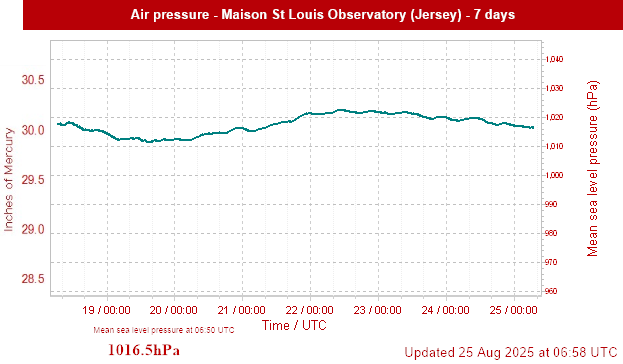 Air pressure - Maison St Louis Observatory (Jersey) - 7 days
30.5
30.0
29.5
29.0
28.5
Inches of Mercury
1,040
1,030
1,020
1,010
1,000
990
980
970
960
Mean sea level pressure (hPa)
19 / 00:00 20 / 00:00 21 / 00:00 22 / 00:00 23 / 00:00 24 / 00:00 25 / 00:00
Time / UTC
Mean sea level pressure at 06:50 UTC
1016.5hPa
Updated 25 Aug 2025 at 06:58 UTC